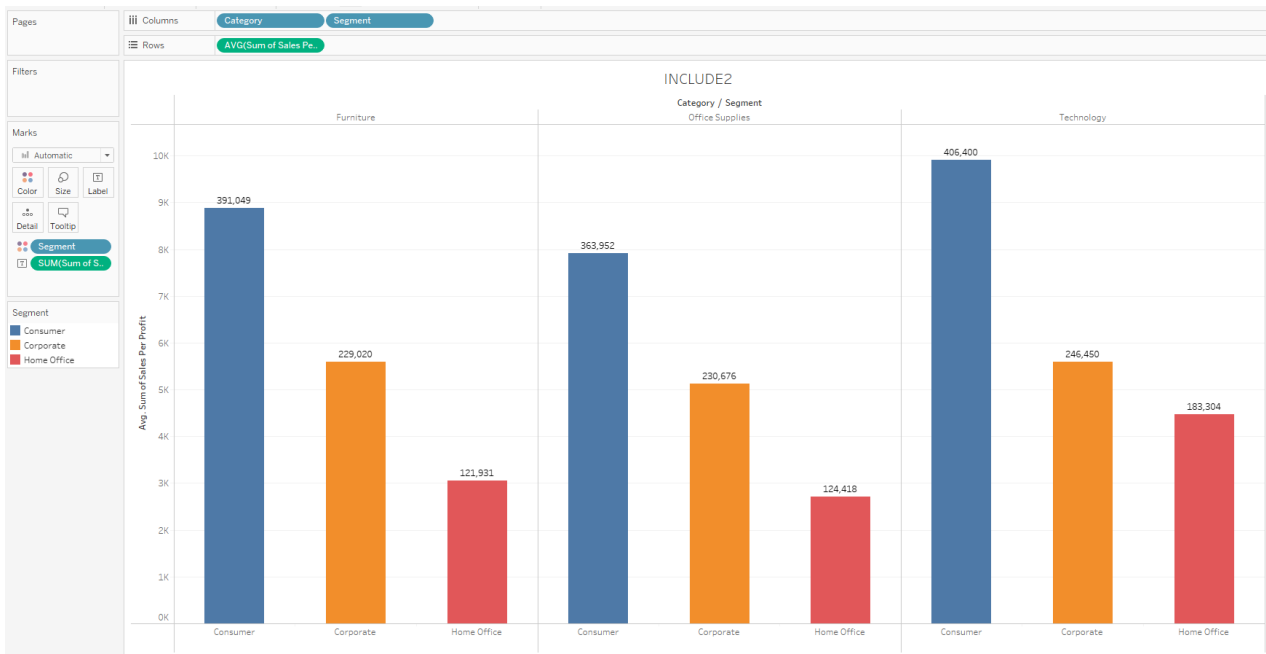 Pages
iii Columns
Category
Segment
Rows
AVG(Sum of Sales Pe..
Filters
INCLUDE2
Category / Segment
Furniture
Office Supplies
Technology
Marks
Automatic
Color
Size
Label
Detail
Tooltip
Segment
SUM(Sum of S..
Segment
Consumer
Corporate
Home Office
Avg. Sum of Sales Per Profit
10K
9K
8K
7K
6K
5K
4K
3K
2K
1K
0K
391,049
229,020
121,931
363,952
230,676
124,418
406,400
246,450
183,304
Consumer
Corporate
Home Office
Consumer
Corporate
Home Office
Consumer
Corporate
Home Office